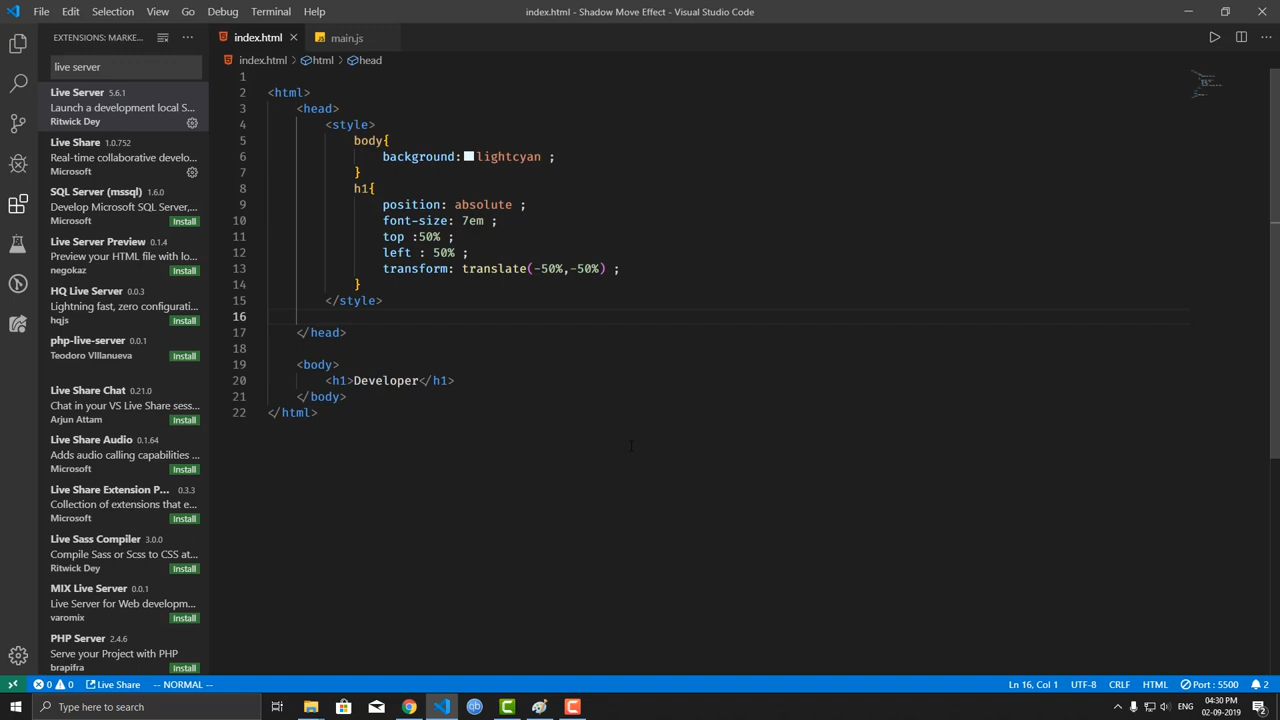 File Edit Selection View Go Debug Terminal Help
index.html - Shadow Move Effect - Visual Studio Code
EXTENSIONS: MARKE...
live server
Live Server 5.6.1
Launch a development local S...
Ritwick Dey
Live Share 1.0.752
Real-time collaborative develo...
Microsoft
SQL Server (mssql) 1.6.0
Develop Microsoft SQL Server,...
Microsoft Install
Live Server Preview 0.1.4
Preview your HTML file with lo...
negokaz Install
HQ Live Server 0.0.3
Lightning fast, zero configurati...
hqjs Install
php-live-server 0.0.1
Teodoro VIllanueva Install
Live Share Chat 0.21.0
Chat in your VS Live Share sess...
Arjun Attam Install
Live Share Audio 0.1.64
Adds audio calling capabilities ...
Microsoft Install
Live Share Extension P... 0.3.3
Collection of extensions that e...
Microsoft Install
Live Sass Compiler 3.0.0
Compile Sass or Scss to CSS at...
Ritwick Dey Install
MIX Live Server 0.0.1
Live Server for Web developm...
varomix Install
PHP Server 2.4.6
Serve your Project with PHP
brapifra Install
index.html main.js
index.html › html › head
1
2 <html>
3 <head>
4 <style>
5 body{
6 background: lightcyan ;
7 }
8 h1{
9 position: absolute ;
10 font-size: 7em ;
11 top :50% ;
12 left : 50% ;
13 transform: translate(-50%,-50%) ;
14 }
15 </style>
16
17 </head>
18
19 <body>
20 <h1>Developer</h1>
21 </body>
22 </html>
0 0 Live Share -- NORMAL -- Ln 16, Col 1 UTF-8 CRLF HTML Port : 5500 2
Type here to search
04:30 PM
02-09-2019
2